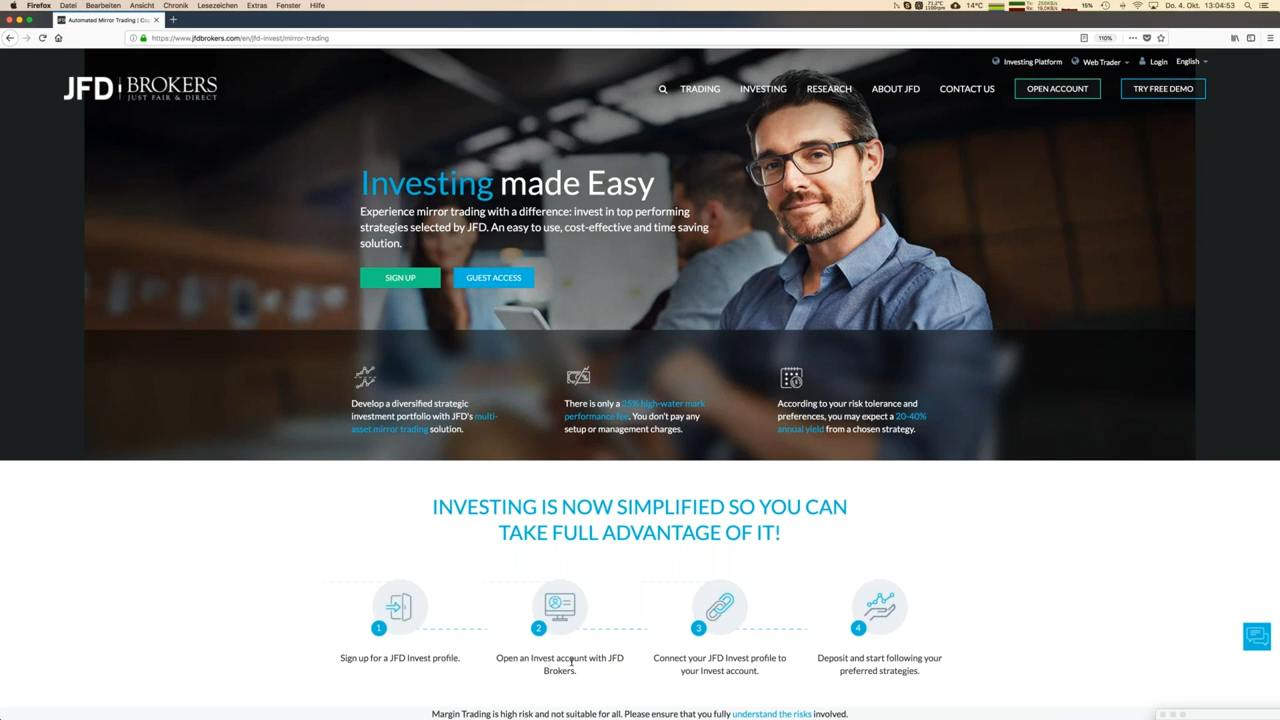 Firefox Datei Bearbeiten Ansicht Chronik Lesezeichen Extras Fenster Hilfe
14°C 15% Do. 4. Okt. 13:04:53
Automated Mirror Trading | Co
https://www.jfdbrokers.com/en/jfd-invest/mirror-trading
110%
Investing Platform Web Trader Login English
JFD BROKERS
JUST FAIR & DIRECT
TRADING INVESTING RESEARCH ABOUT JFD CONTACT US OPEN ACCOUNT TRY FREE DEMO
Investing made Easy
Experience mirror trading with a difference: invest in top performing
strategies selected by JFD. An easy to use, cost-effective and time saving
solution.
SIGN UP GUEST ACCESS
Develop a diversified strategic
investment portfolio with JFD's multi-
asset mirror trading solution.
There is only a 25% high-water mark
performance fee. You don't pay any
setup or management charges.
According to your risk tolerance and
preferences, you may expect a 20-40%
annual yield from a chosen strategy.
INVESTING IS NOW SIMPLIFIED SO YOU CAN
TAKE FULL ADVANTAGE OF IT!
1
Sign up for a JFD Invest profile.
2
Open an Invest account with JFD
Brokers.
3
Connect your JFD Invest profile to
your Invest account.
4
Deposit and start following your
preferred strategies.
Margin Trading is high risk and not suitable for all. Please ensure that you fully understand the risks involved.